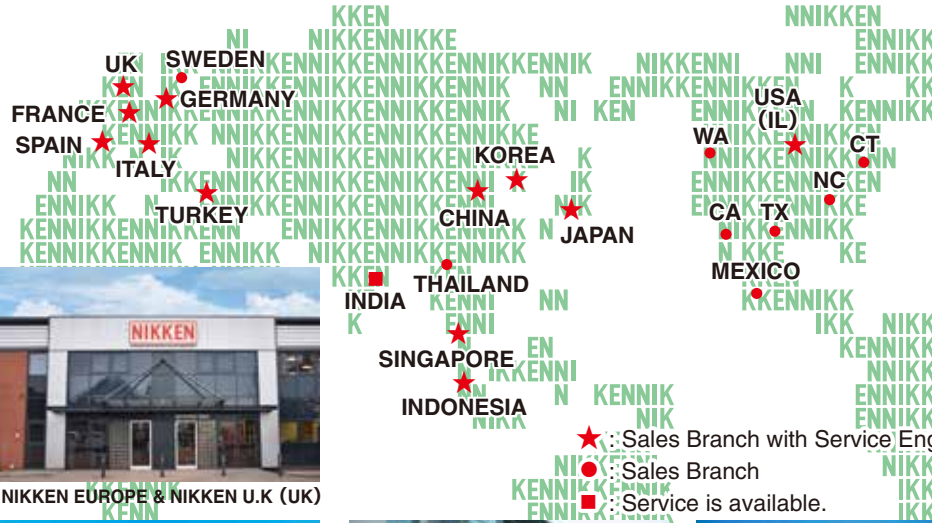 UK
SWEDEN
GERMANY
FRANCE
SPAIN
ITALY
TURKEY
KOREA
CHINA
JAPAN
INDIA
THAILAND
SINGAPORE
INDONESIA
USA
(IL)
WA
CT
NC
CA
TX
MEXICO
NIKKEN
NIKKEN EUROPE & NIKKEN U.K (UK)
★ : Sales Branch with Service Eng
● : Sales Branch
■ : Service is available.